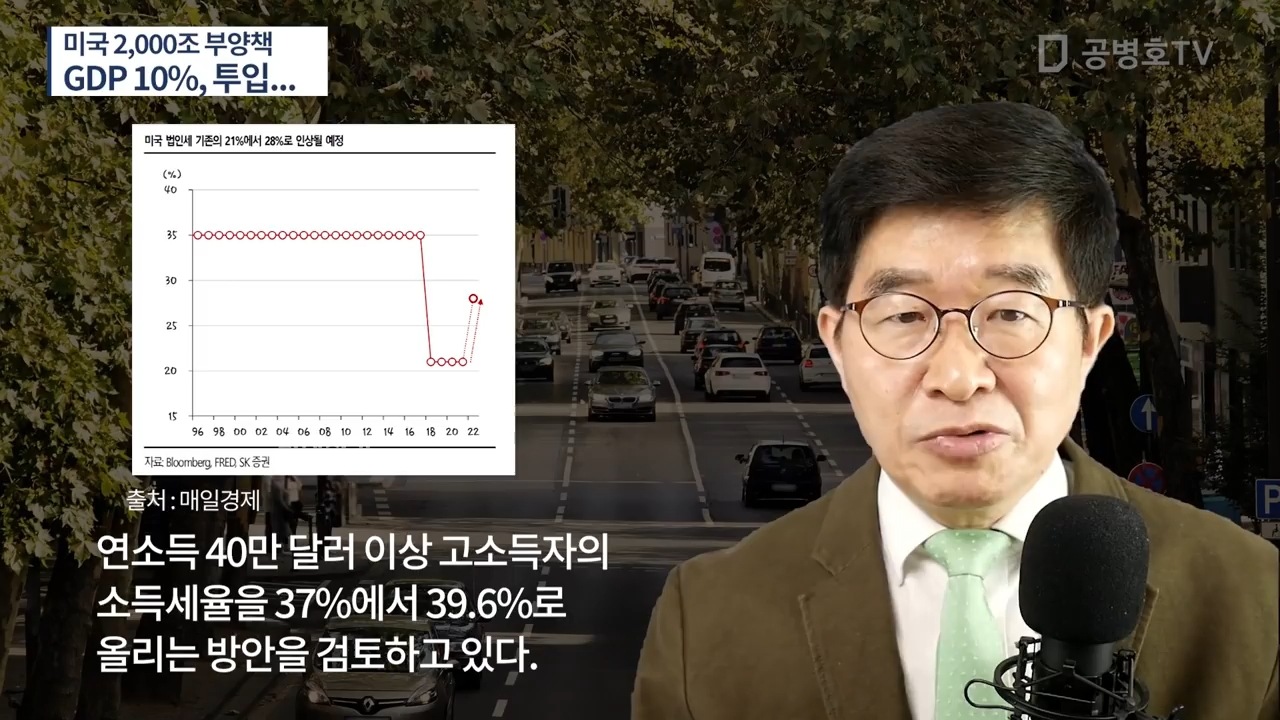 미국 2,000조 부양책
GDP 10%, 투입...
공병호TV
미국 법인세 기존의 21%에서 28%로 인상될 예정
(%)
40
35
30
25
20
15
96 98 00 02 04 06 08 10 12 14 16 18 20 22
자료: Bloomberg, FRED, SK 증권
출처 : 매일경제
연소득 40만 달러 이상 고소득자의
소득세율을 37%에서 39.6%로
올리는 방안을 검토하고 있다.
P